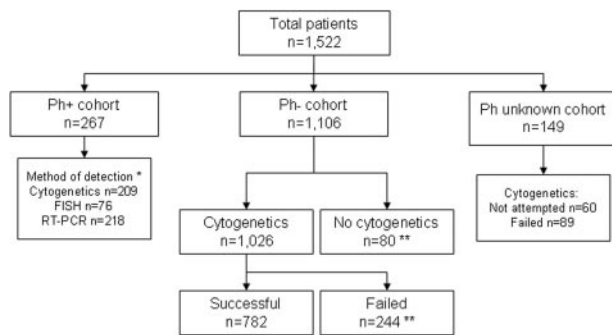 Total patients
n=1,522
Ph+ cohort
n=267
Ph- cohort
n=1,106
Ph unknown cohort
n=149
Method of detection *
Cytogenetics n=209
FISH n=76
RT-PCR n=218
Cytogenetics:
Not attempted n=60
Failed n=89
Cytogenetics
n=1,026
No cytogenetics
n=80 **
Successful
n=782
Failed
n=244 **